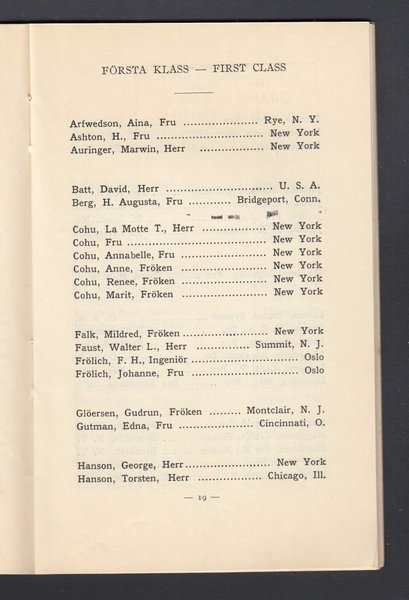 FÖRSTA KLASS — FIRST CLASS
Arfwedson, Aina, Fru ..................... Rye, N. Y.
Ashton, H., Fru .............................. New York
Auringer, Marwin, Herr .................. New York
Batt, David, Herr .............................. U. S. A.
Berg, H. Augusta, Fru ............ Bridgeport, Conn.
Cohu, La Motte T., Herr .................. New York
Cohu, Fru ....................................... New York
Cohu, Annabelle, Fru ........................ New York
Cohu, Anne, Fröken ........................ New York
Cohu, Renee, Fröken ........................ New York
Cohu, Marit, Fröken ........................ New York
Falk, Mildred, Fröken .......................... New York
Faust, Walter L., Herr .................. Summit, N. J.
Frölich, F. H., Ingeniör ........................ Oslo
Frölich, Johanne, Fru ........................ Oslo
Glöersen, Gudrun, Fröken ......... Montclair, N. J.
Gutman, Edna, Fru ..................... Cincinnati, O.
Hanson, George, Herr ........................ New York
Hanson, Torsten, Herr .................. Chicago, Ill.
— 19 —